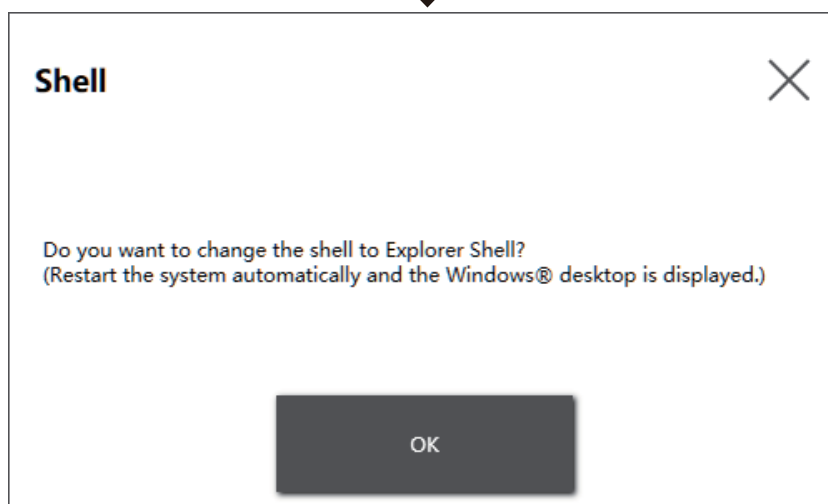 Shell
Do you want to change the shell to Explorer Shell?
(Restart the system automatically and the Windows® desktop is displayed.)
OK